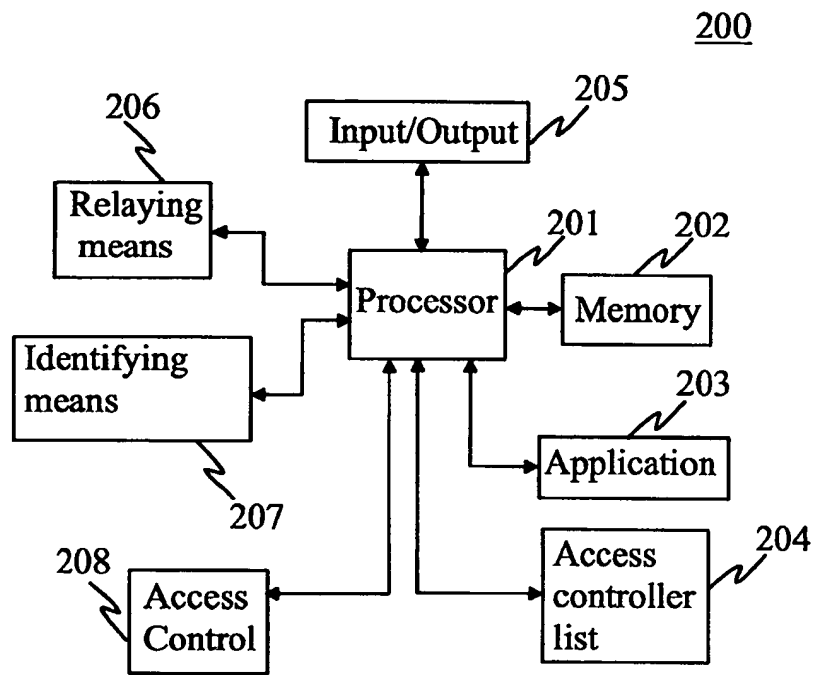 200
206
205
Input/Output
Relaying
means
201
202
Processor
Memory
Identifying
means
203
Application
207
208
Access
Control
Access
controller
list
204